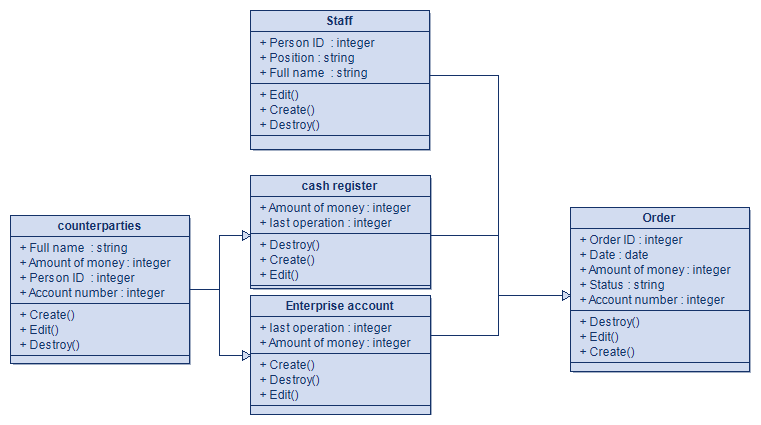 Staff
+ Person ID : integer
+ Position : string
+ Full name : string
+ Edit()
+ Create()
+ Destroy()
cash register
+ Amount of money : integer
+ last operation : integer
+ Destroy()
+ Create()
+ Edit()
counterparties
+ Full name : string
+ Amount of money : integer
+ Person ID : integer
+ Account number : integer
+ Create()
+ Edit()
+ Destroy()
Enterprise account
+ last operation : integer
+ Amount of money : integer
+ Create()
+ Destroy()
+ Edit()
Order
+ Order ID : integer
+ Date : date
+ Amount of money : integer
+ Status : string
+ Account number : integer
+ Destroy()
+ Edit()
+ Create()